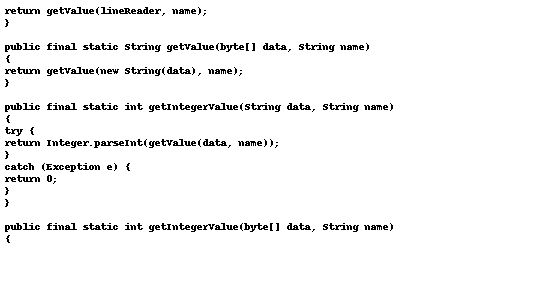 return getValue(lineReader, name);
}
public final static String getValue(byte[] data, String name)
{
return getValue(new String(data), name);
}
public final static int getIntegerValue(String data, String name)
{
try {
return Integer.parseInt(getValue(data, name));
}
catch (Exception e) {
return 0;
}
}
public final static int getIntegerValue(byte[] data, String name)
{